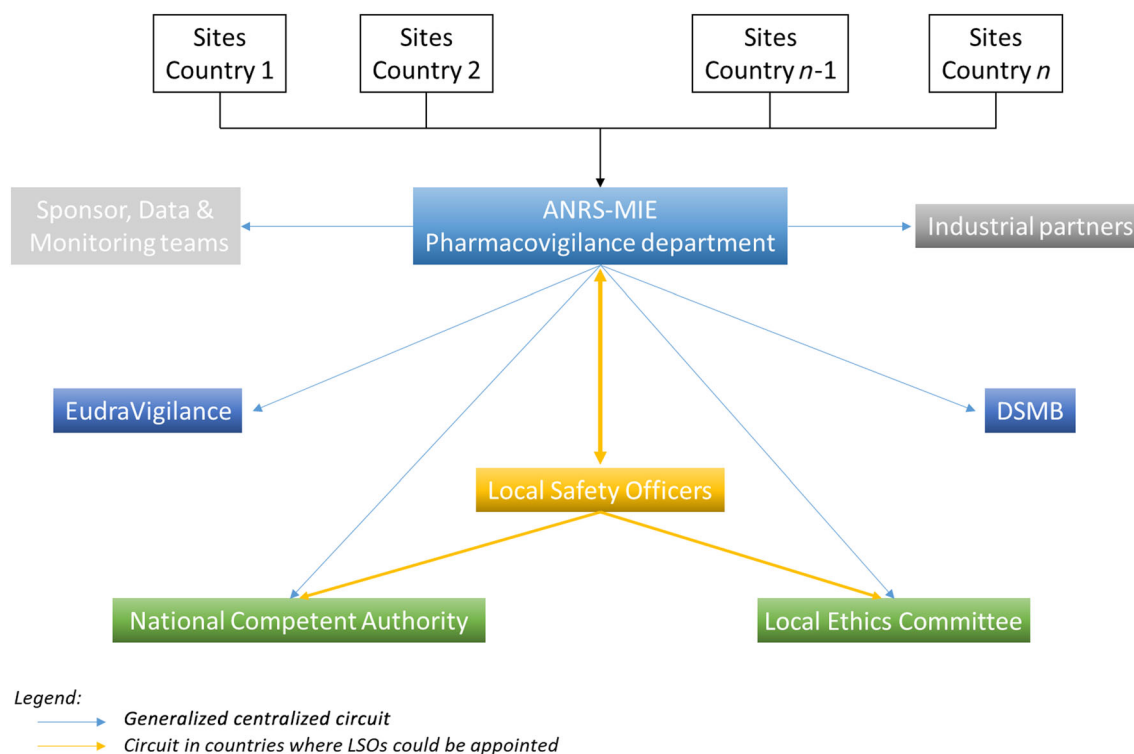 Sites
Country 1
Sites
Country 2
Sites
Country n-1
Sites
Country n
Sponsor, Data &
Monitoring teams
ANRS-MIE
Pharmacovigilance department
Industrial partners
EudraVigilance
DSMB
Local Safety Officers
National Competent Authority
Local Ethics Committee
Legend:
Generalized centralized circuit
Circuit in countries where LSOs could be appointed